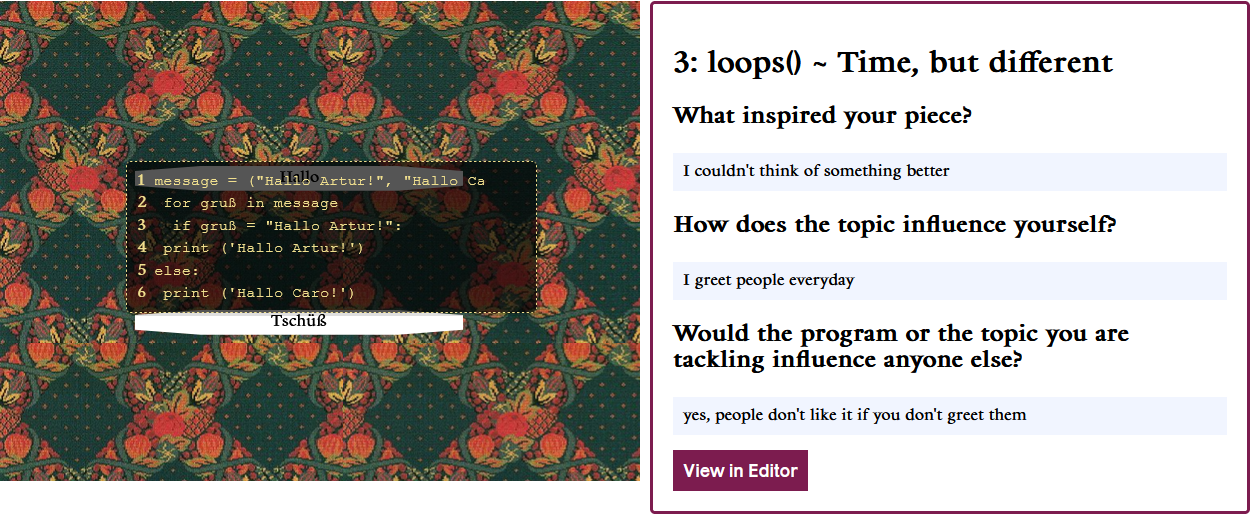 Hallo
1 message = ("Hallo Artur!", "Hallo Ca
2 for gruß in message
3 if gruß = "Hallo Artur!":
4 print ('Hallo Artur!')
5 else:
6 print ('Hallo Caro!')
Tschüß
3: loops() ~ Time, but different
What inspired your piece?
I couldn't think of something better
How does the topic influence yourself?
I greet people everyday
Would the program or the topic you are
tackling influence anyone else?
yes, people don't like it if you don't greet them
View in Editor